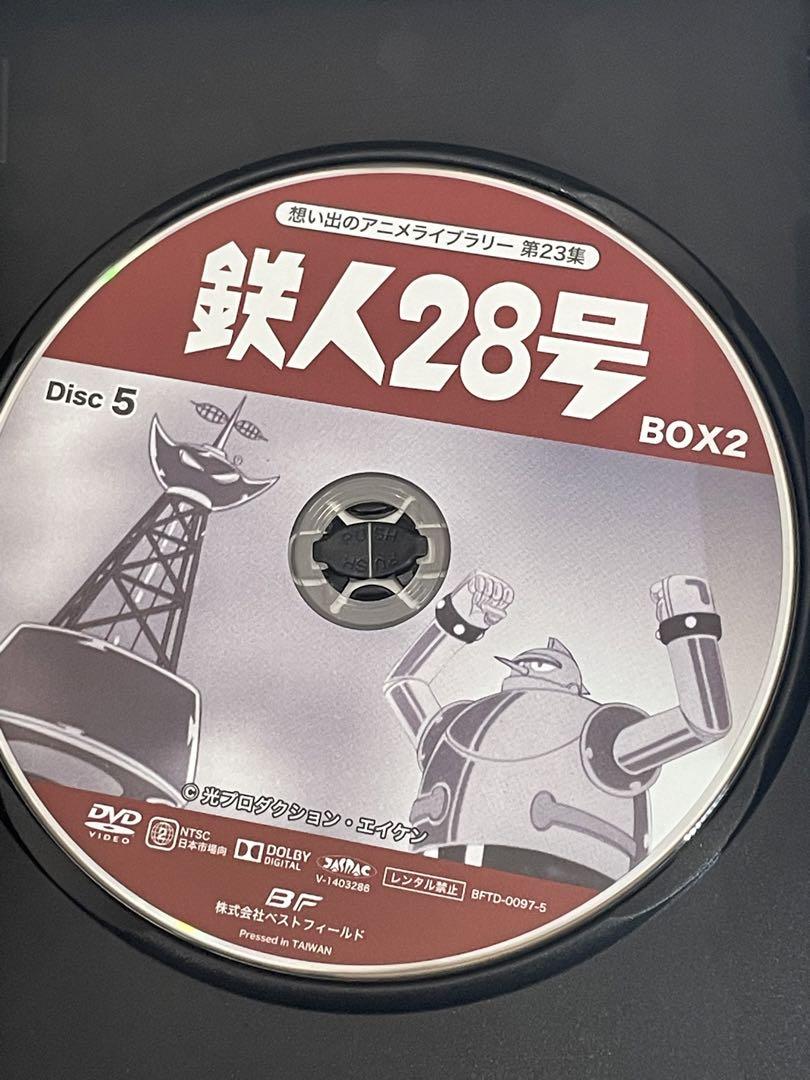 想い出のアニメライブラリー 第23集
鉄人28号
BOX2
Disc 5
PUSH
PUSH
© 光プロダクション・エイケン
DVD
VIDEO
2
NTSC
日本市場向
DOLBY
DIGITAL
JASRAC
V-1403286
レンタル禁止
BFTD-0097-5
BF
株式会社ベストフィールド
Pressed in TAIWAN